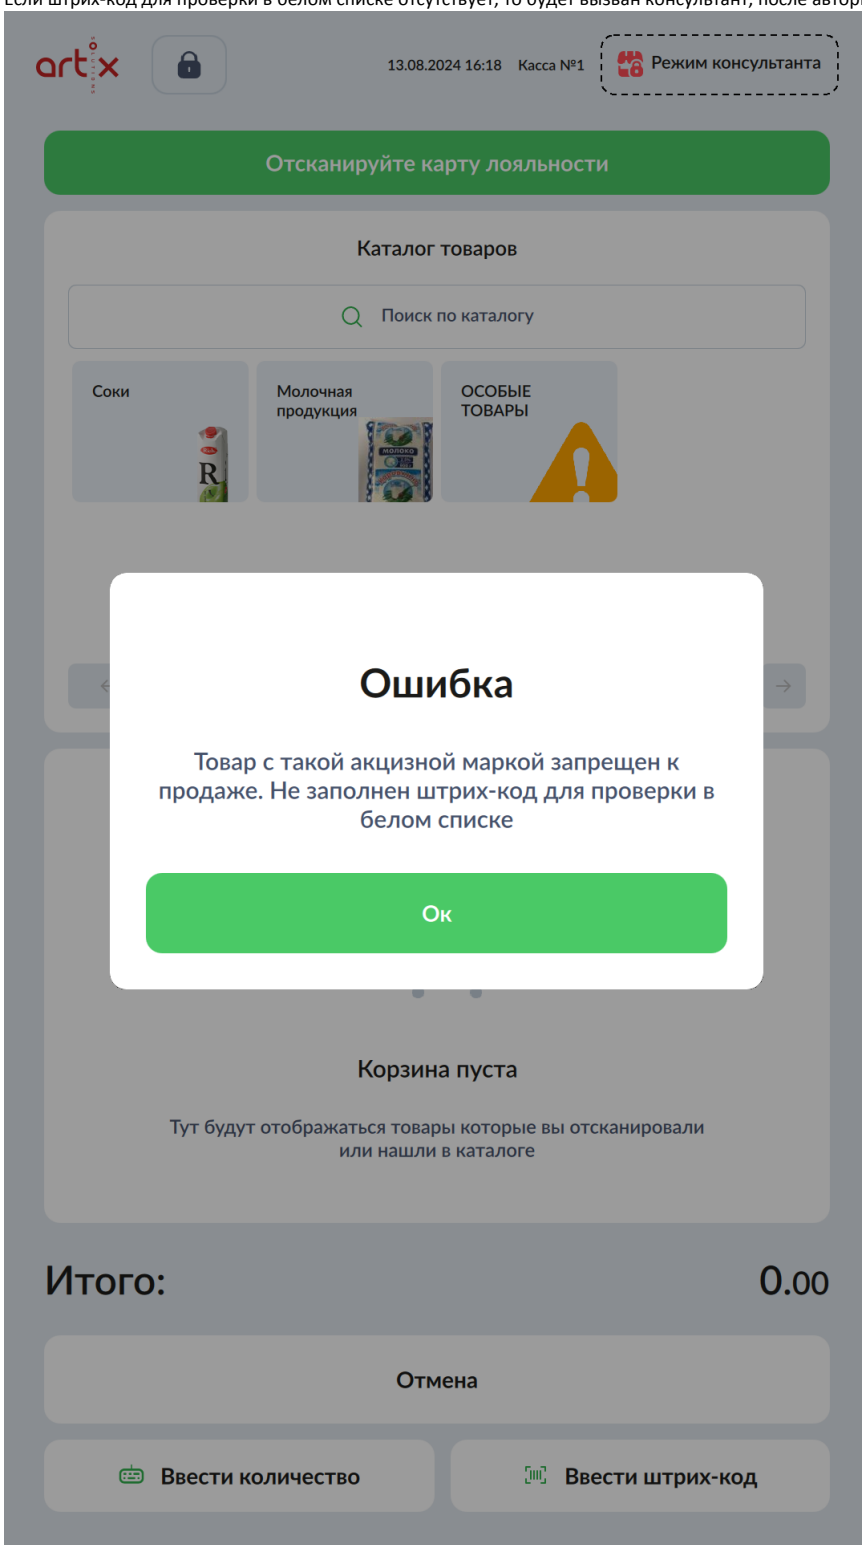 Если штрих-код для проверки в белом списке отсутствует, то будет вызван консультант, после
artix
SOLUTIONS
13.08.2024 16:18 Касса №1 Режим консультанта
Отсканируйте карту лояльности
Каталог товаров
Поиск по каталогу
Соки
Молочная
продукция
ОСОБЫЕ
ТОВАРЫ
R
МОЛОКО
Ошибка
Товар с такой акцизной маркой запрещен к
продаже. Не заполнен штрих-код для проверки в
белом списке
Ок
Корзина пуста
Тут будут отображаться товары которые вы отсканировали
или нашли в каталоге
Итого:
0.00
Отмена
Ввести количество
Ввести штрих-код